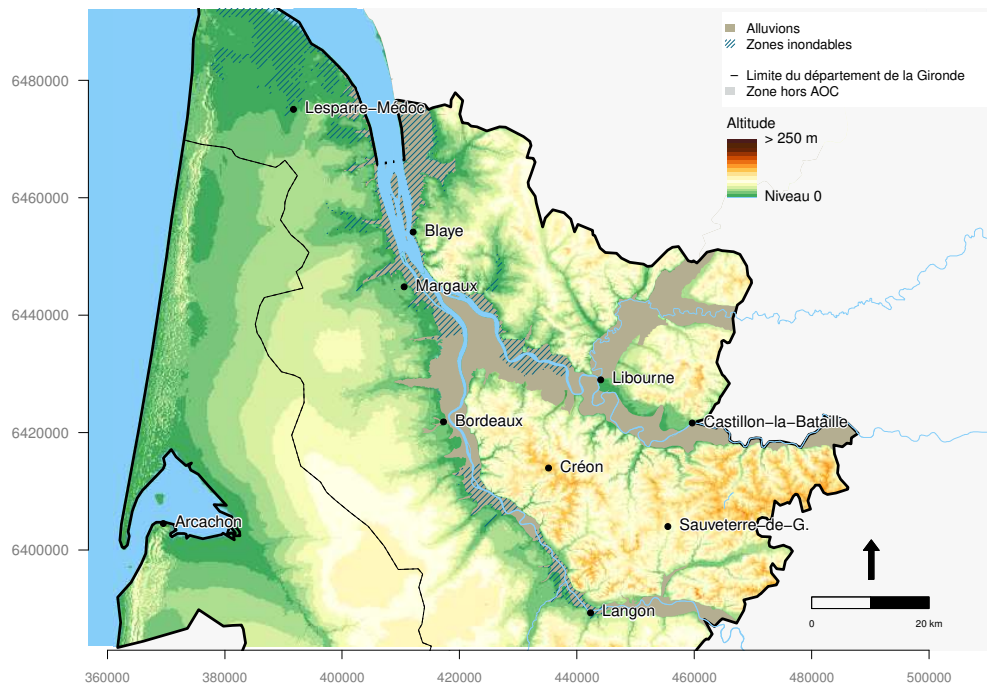 Alluvions
Zones inondables
Limite du département de la Gironde
Zone hors AOC
Altitude
> 250 m
Niveau 0
6480000
6460000
6440000
6420000
6400000
Lesparre−Médoc
Blaye
Margaux
Libourne
Bordeaux
Castillon−la−Bataille
Créon
Arcachon
Sauveterre−de−G.
Langon
0
20 km
360000
380000
400000
420000
440000
460000
480000
500000